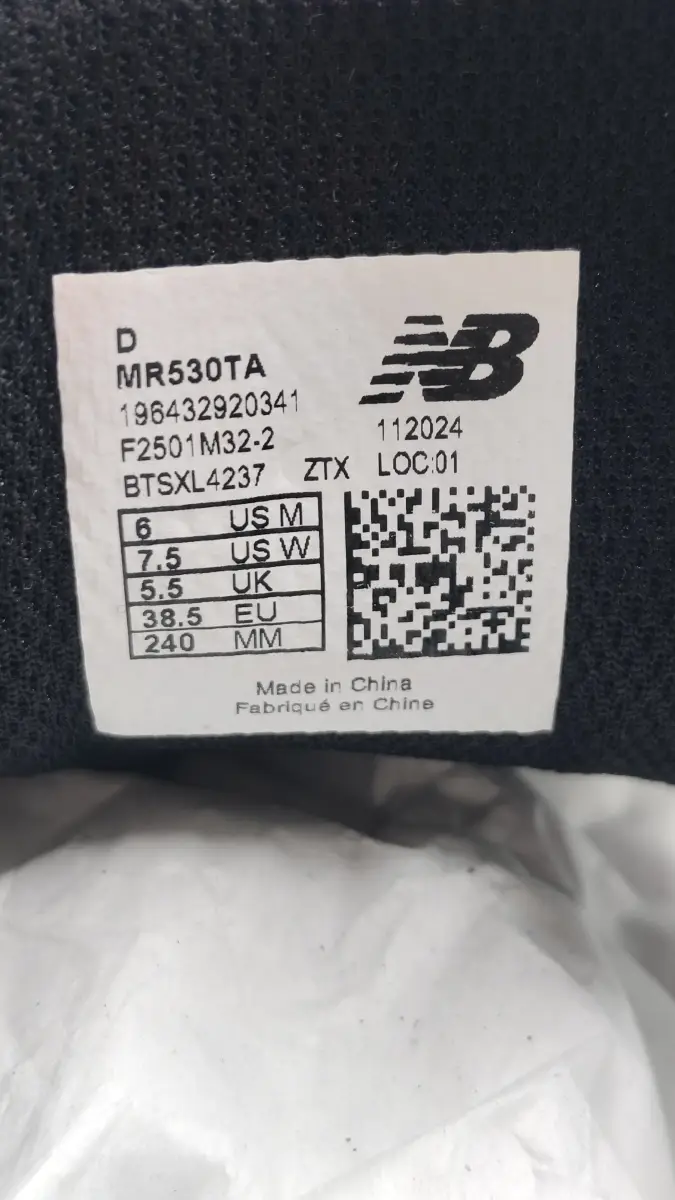 D
MR530TA
196432920341
F2501M32-2
BTSXL4237 ZTX
NB
112024
LOC:01
6 US M
7.5 US W
5.5 UK
38.5 EU
240 MM
Made in China
Fabriqué en Chine